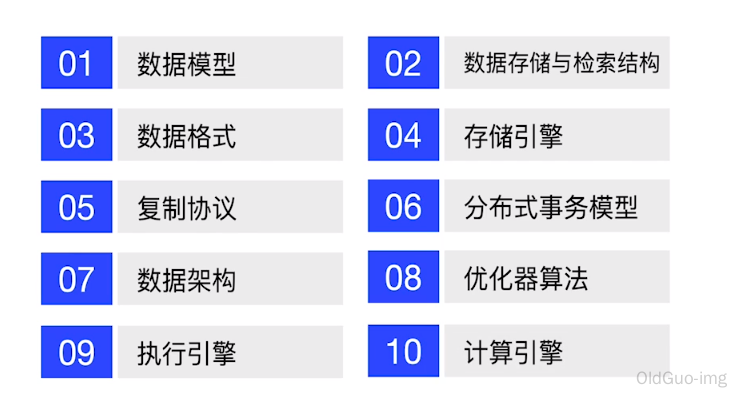 01 数据模型
02 数据存储与检索结构
03 数据格式
04 存储引擎
05 复制协议
06 分布式事务模型
07 数据架构
08 优化器算法
09 执行引擎
10 计算引擎
OldGuo-img